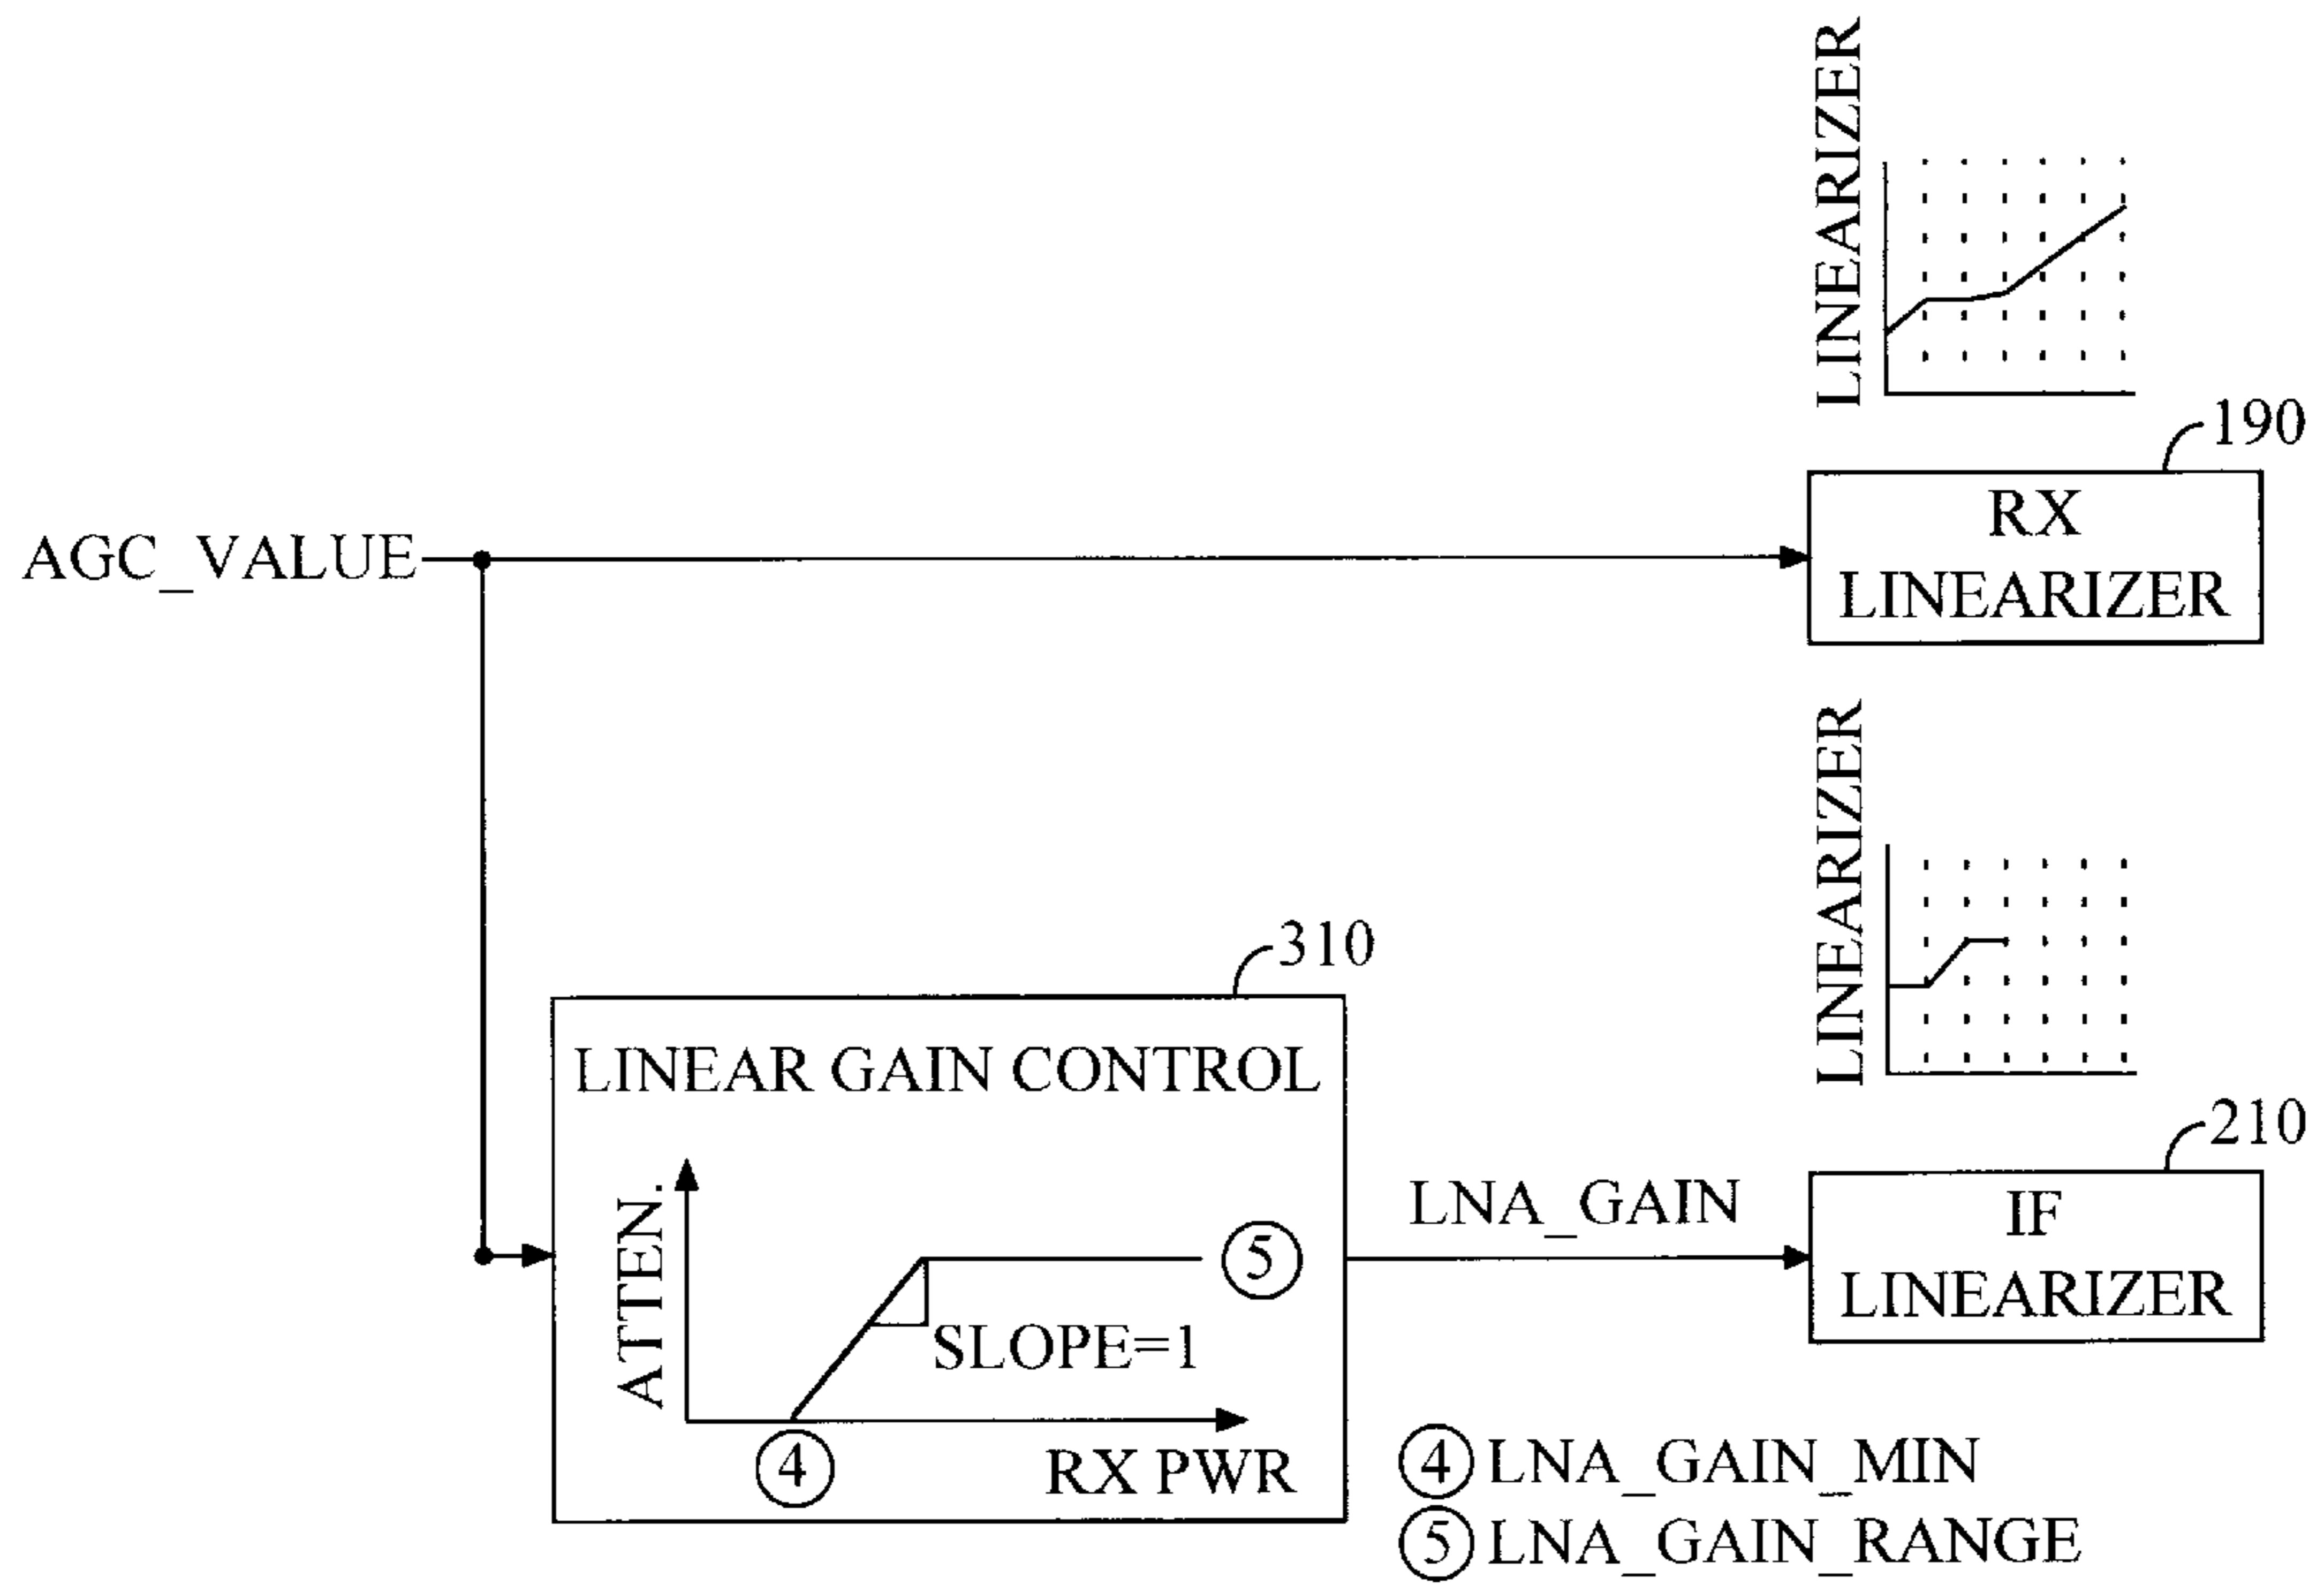 LINEARIZER
190
RX
LINEARIZER
AGC_VALUE
LINEARIZER
310
LINEAR GAIN CONTROL
ATTEN.
5
SLOPE=1
4
RX PWR
LNA_GAIN
210
IF
LINEARIZER
4 LNA_GAIN_MIN
5 LNA_GAIN_RANGE